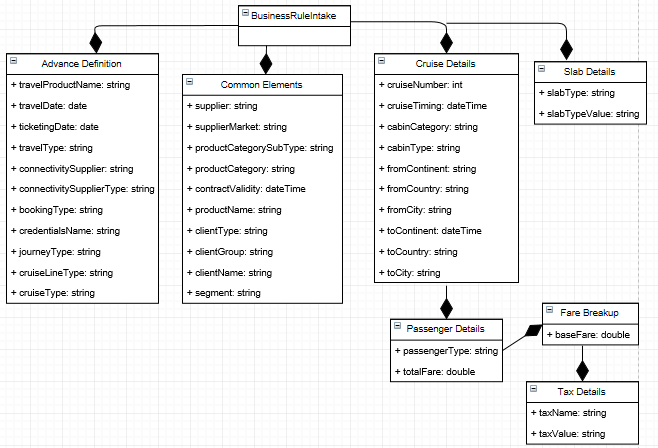 BusinessRuleIntake
Advance Definition
+ travelProductName: string
+ travelDate: date
+ ticketingDate: date
+ travelType: string
+ connectivitySupplier: string
+ connectivitySupplierType: string
+ bookingType: string
+ credentialsName: string
+ journeyType: string
+ cruiseLineType: string
+ cruiseType: string
Common Elements
+ supplier: string
+ supplierMarket: string
+ productCategorySubType: string
+ productCategory: string
+ contractValidity: dateTime
+ productName: string
+ clientType: string
+ clientGroup: string
+ clientName: string
+ segment: string
Cruise Details
+ cruiseNumber: int
+ cruiseTiming: dateTime
+ cabinCategory: string
+ cabinType: string
+ fromContinent: string
+ fromCountry: string
+ fromCity: string
+ toContinent: dateTime
+ toCountry: string
+ toCity: string
Slab Details
+ slabType: string
+ slabTypeValue: string
Passenger Details
+ passengerType: string
+ totalFare: double
Fare Breakup
+ baseFare: double
Tax Details
+ taxName: string
+ taxValue: string